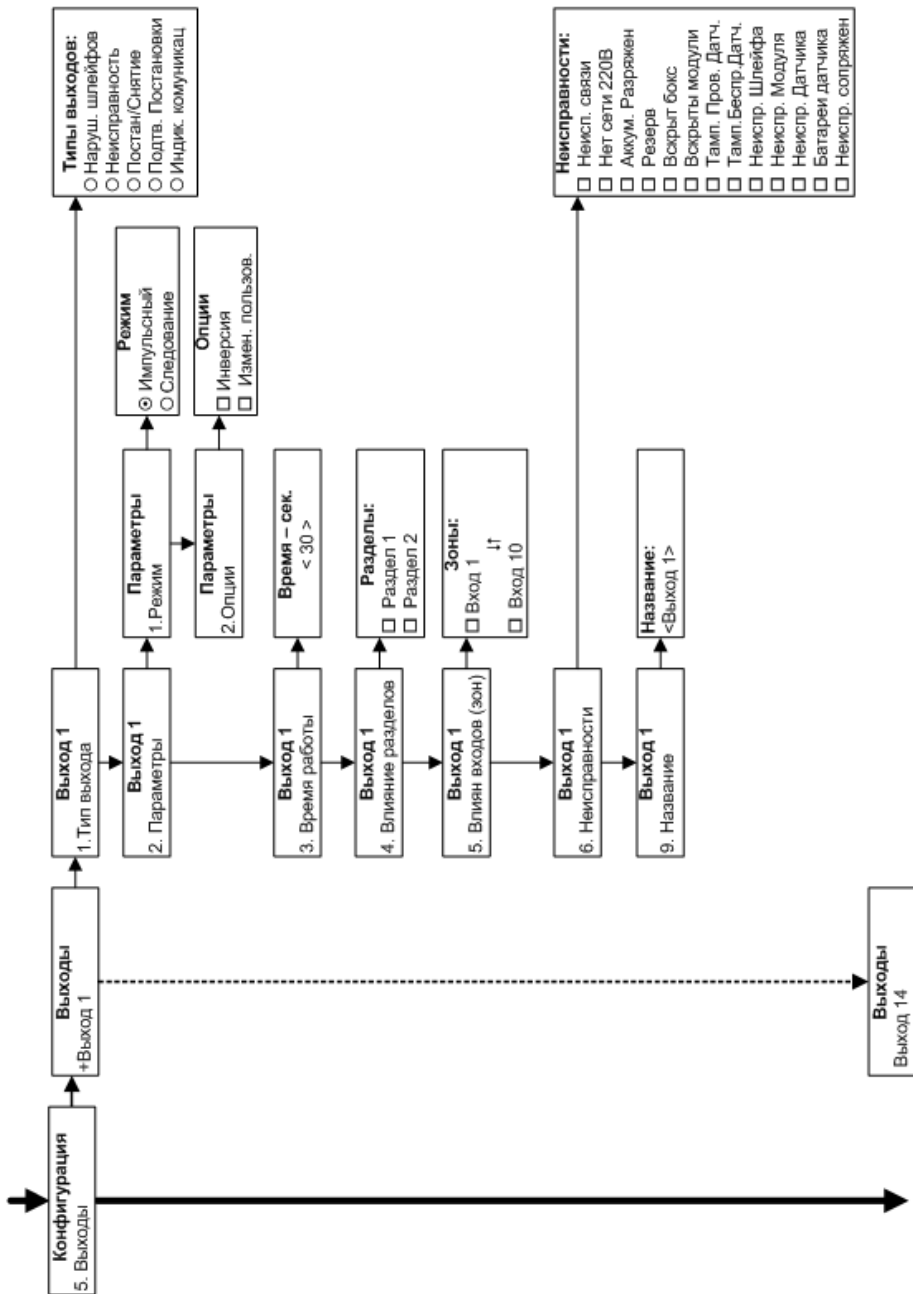 Конфигурация
5. Выходы
Выходы
+Выход 1
Выходы
Выход 14
Выход 1
1.Тип выхода
Типы выходов:
Наруш. шлейфов
Неисправность
Постан/Снятие
Подтв. Постановки
Индик. комуникац
Выход 1
2. Параметры
Параметры
1.Режим
Режим
Импульсный
Следование
Параметры
2.Опции
Опции
Инверсия
Измен. пользов.
Выход 1
3. Время работы
Время – сек.
< 30 >
Выход 1
4. Влияние разделов
Разделы:
Раздел 1
Раздел 2
Выход 1
5. Влиян входов (зон)
Зоны:
Вход 1
↓↑
Вход 10
Выход 1
6. Неисправности
Неисправности:
Неисп. связи
Нет сети 220В
Аккум. Разряжен
Резерв
Вскрыт бокс
Вскрыты модули
Тамп. Пров. Датч.
Тамп.Беспр.Датч.
Неиспр. Шлейфа
Неиспр. Модуля
Неиспр. Датчика
Батареи датчика
Неиспр. сопряжен
Выход 1
9. Название
Название:
<Выход 1>